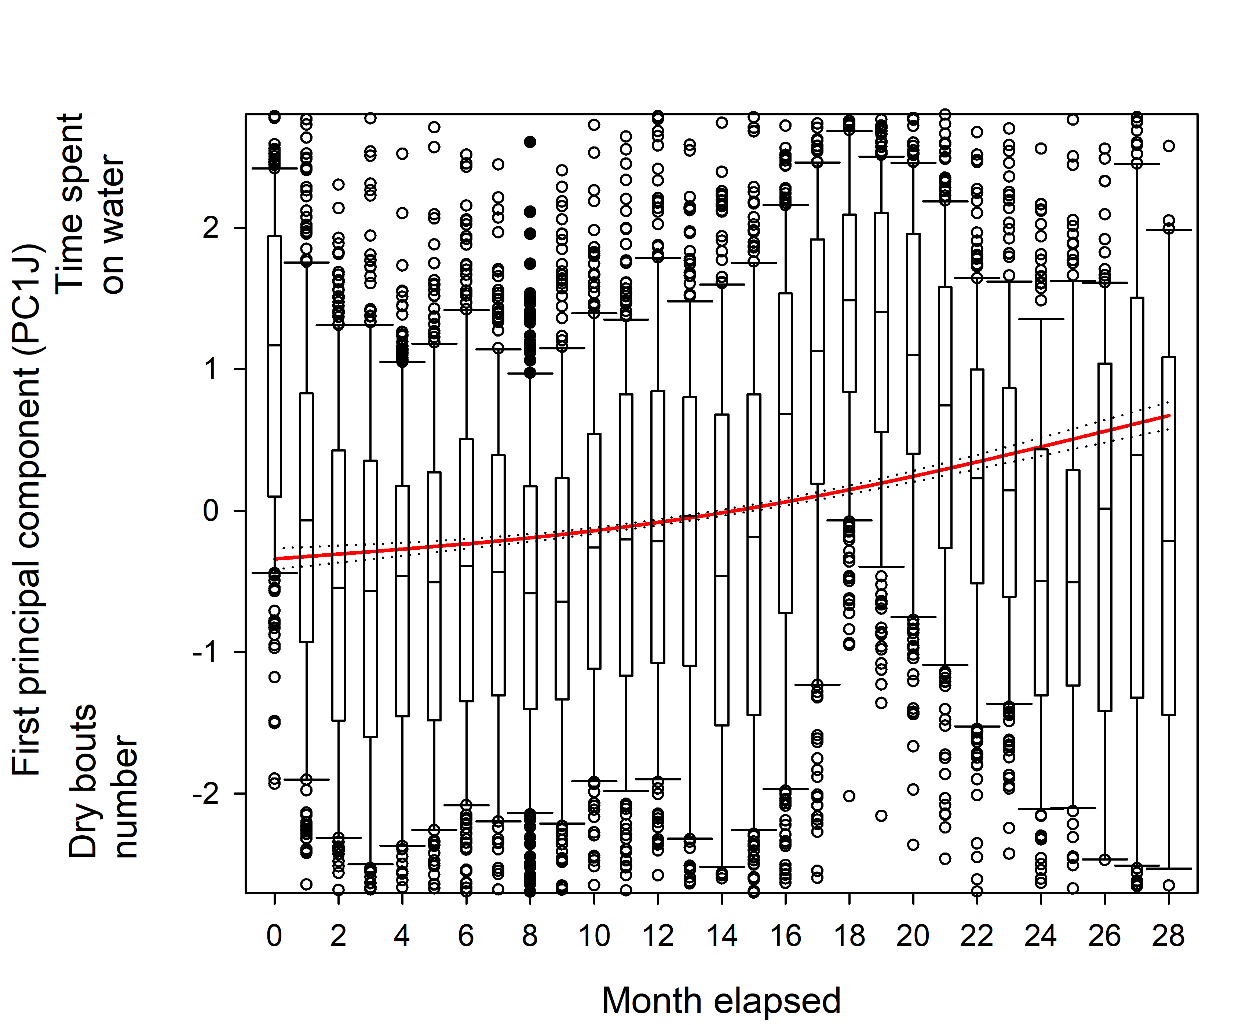 First principal component (PC1J)
Time spent
on water
Dry bouts
number
2
1
0
-1
-2
0 2 4 6 8 10 12 14 16 18 20 22 24 26 28
Month elapsed